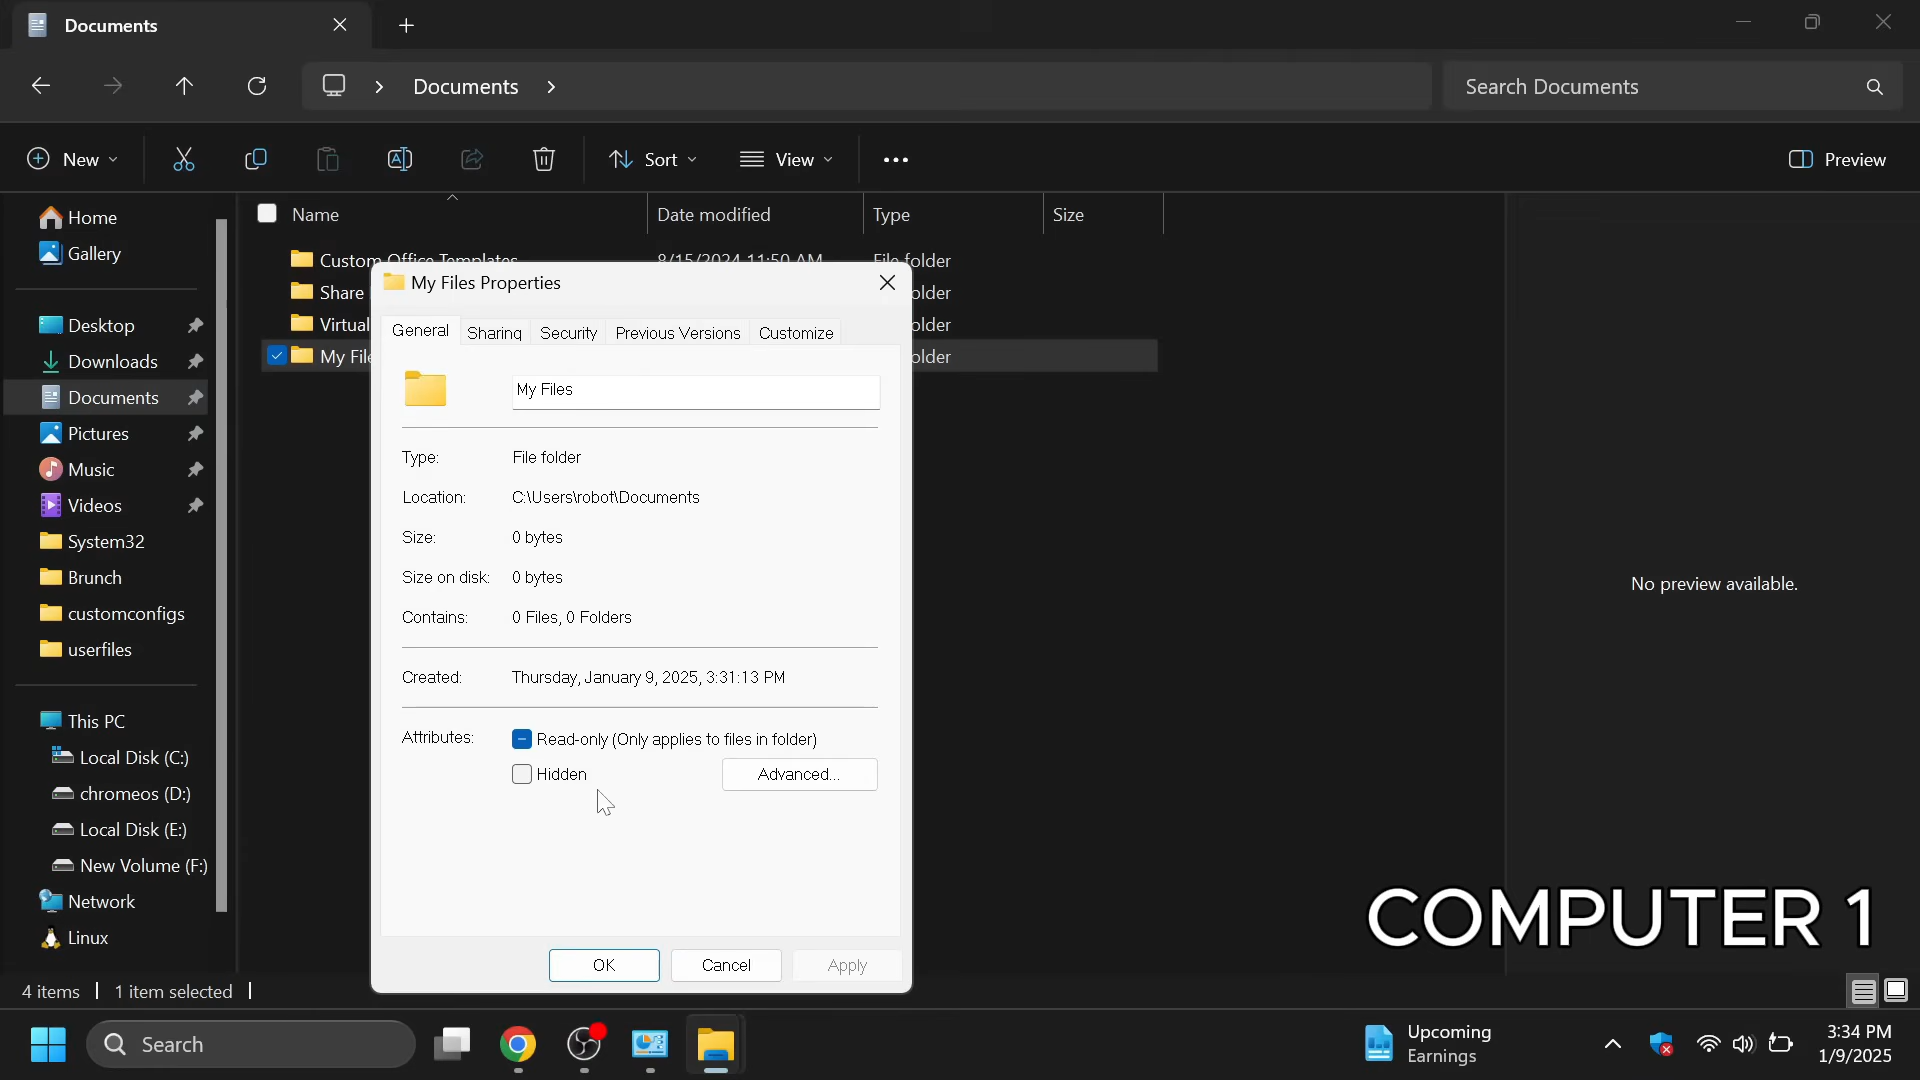 Documents
Documents
Search Documents
New
Sort
View
Preview
Home
Gallery
Desktop
Downloads
Documents
Pictures
Music
Videos
System32
Brunch
customconfigs
userfiles
This PC
Local Disk (C:)
chromeos (D:)
Local Disk (E:)
New Volume (F:)
Network
Linux
Name Date modified Type Size
Custom Office Templates 8/15/2024 11:50 AM File folder
Share older
Virtual older
My File older
My Files Properties
General Sharing Security Previous Versions Customize
My Files
Type: File folder
Location: C:\Users\robot\Documents
Size: 0 bytes
Size on disk: 0 bytes
Contains: 0 Files, 0 Folders
Created: Thursday, January 9, 2025, 3:31:13 PM
Attributes: Read-only (Only applies to files in folder)
Hidden Advanced...
OK Cancel Apply
No preview available.
COMPUTER 1
4 items 1 item selected
Search
Upcoming
Earnings
3:34 PM
1/9/2025